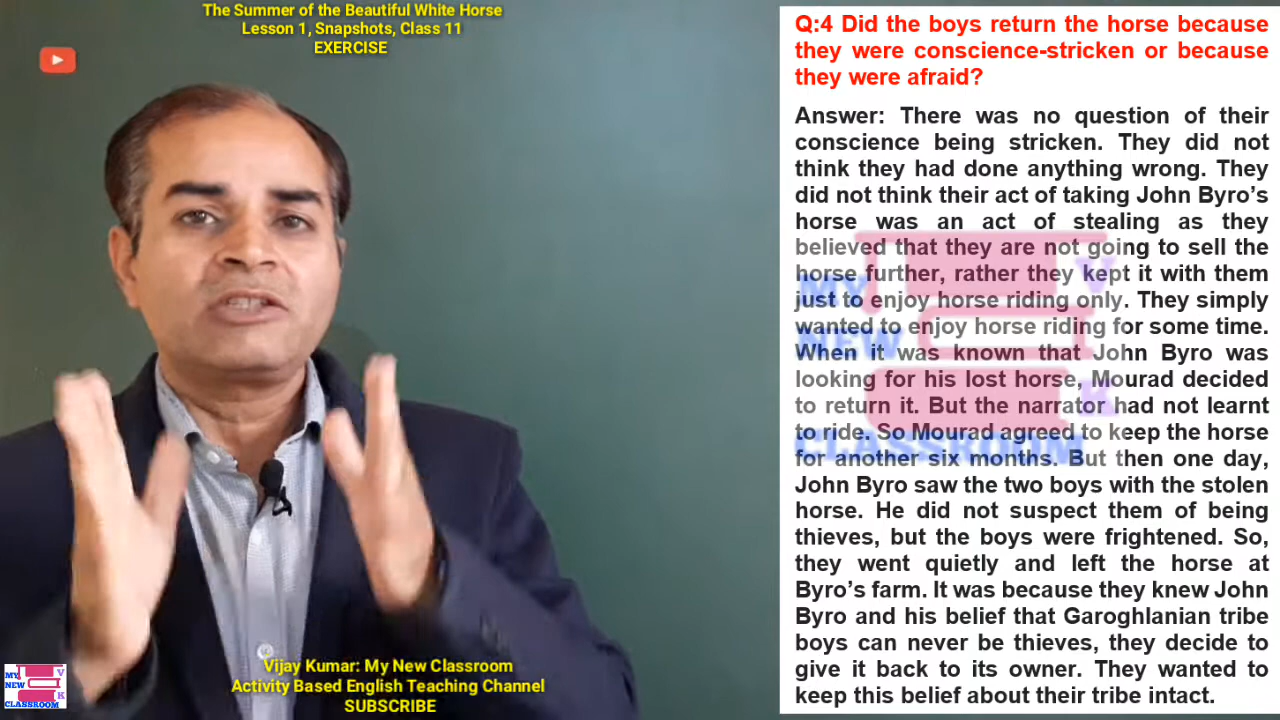 The Summer of the Beautiful White Horse
Lesson 1, Snapshots, Class 11
EXERCISE
Q:4 Did the boys return the horse because
they were conscience-stricken or because
they were afraid?
Answer: There was no question of their
conscience being stricken. They did not
think they had done anything wrong. They
did not think their act of taking John Byro’s
horse was an act of stealing as they
believed that they are not going to sell the
horse further, rather they kept it with them
just to enjoy horse riding only. They simply
wanted to enjoy horse riding for some time.
When it was known that John Byro was
looking for his lost horse, Mourad decided
to return it. But the narrator had not learnt
to ride. So Mourad agreed to keep the horse
for another six months. But then one day,
John Byro saw the two boys with the stolen
horse. He did not suspect them of being
thieves, but the boys were frightened. So,
they went quietly and left the horse at
Byro’s farm. It was because they knew John
Byro and his belief that Garoghlanian tribe
boys can never be thieves, they decide to
give it back to its owner. They wanted to
keep this belief about their tribe intact.
MY
NEW
CLASSROOM
V
K
Vijay Kumar: My New Classroom
Activity Based English Teaching Channel
SUBSCRIBE
MY
NEW
CLASSROOM
V
K